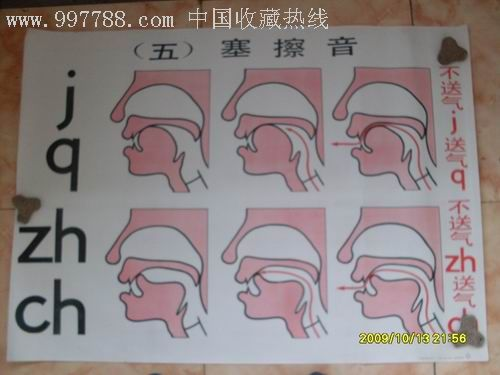 www.997788.com 中国收藏热线
（五）塞擦音
j
q
zh
ch
不送气
j
送气
q
不送气
zh
送气
2009/10/13 21:56